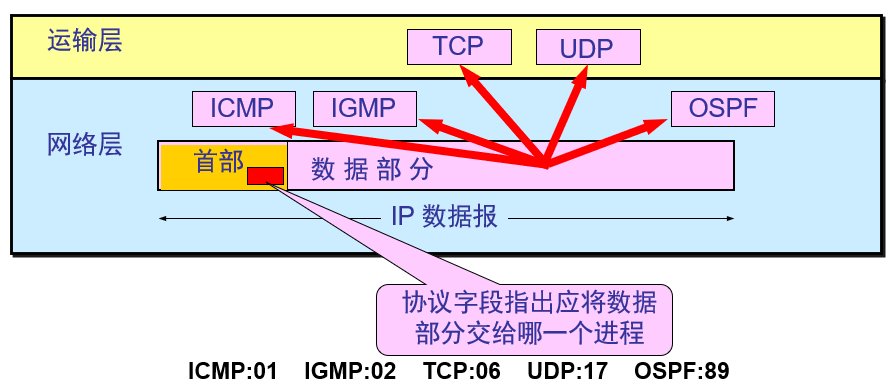 运输层
TCP
UDP
ICMP
IGMP
OSPF
网络层
首部
数据部分
IP 数据报
协议字段指出应将数据
部分交给哪一个进程
ICMP:01 IGMP:02 TCP:06 UDP:17 OSPF:89